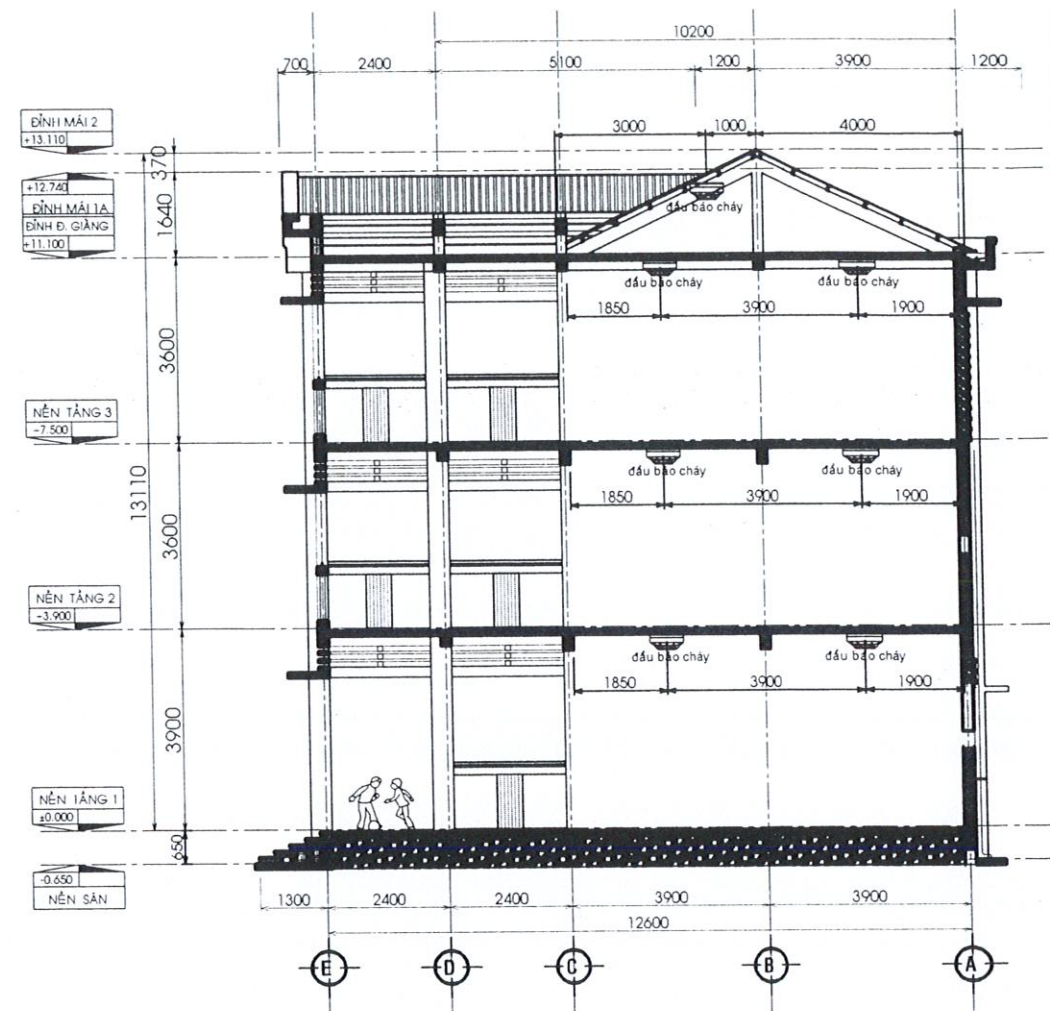 10200
700 2400 5100 1200 3900 1200
ĐỈNH MÁI 2
+13.110
3000 1000 4000
370
+12.740
ĐỈNH MÁI 1A
ĐỈNH Đ. GIẰNG
+11.100
1640
đầu báo cháy
đầu báo cháy đầu báo cháy
1850 3900 1900
3600
NỀN TẦNG 3
-7.500
đầu báo cháy đầu báo cháy
1850 3900 1900
13110
3600
NỀN TẦNG 2
-3.900
đầu báo cháy đầu báo cháy
1850 3900 1900
3900
NỀN TẦNG 1
±0.000
650
-0.650
NỀN SÂN
1300 2400 2400 3900 3900
12600
E D C B A